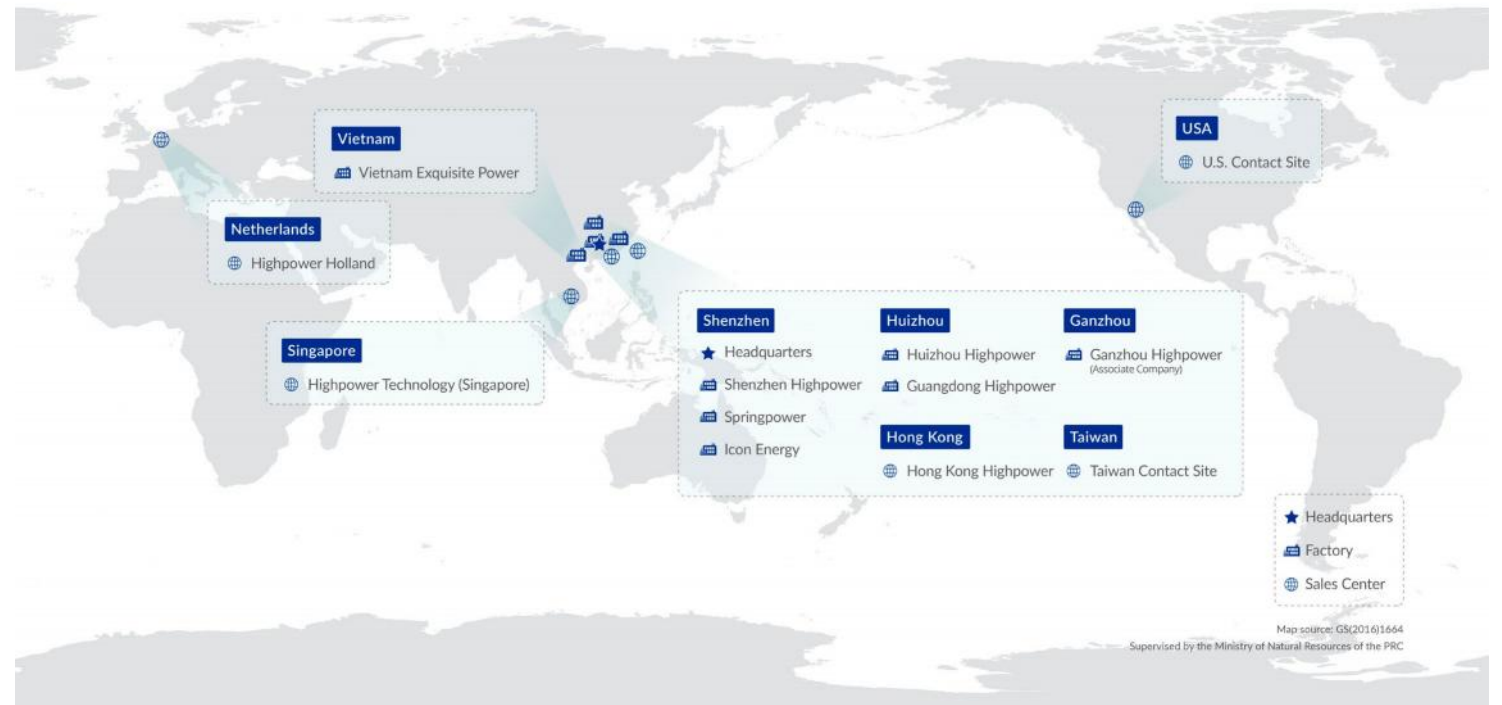 Vietnam
Vietnam Exquisite Power
Netherlands
Highpower Holland
Singapore
Highpower Technology (Singapore)
USA
U.S. Contact Site
Shenzhen
Headquarters
Shenzhen Highpower
Springpower
Icon Energy
Huizhou
Huizhou Highpower
Guangdong Highpower
Ganzhou
Ganzhou Highpower
(Associate Company)
Hong Kong
Hong Kong Highpower
Taiwan
Taiwan Contact Site
Headquarters
Factory
Sales Center
Map source: GS(2016)1664
Supervised by the Ministry of Natural Resources of the PRC